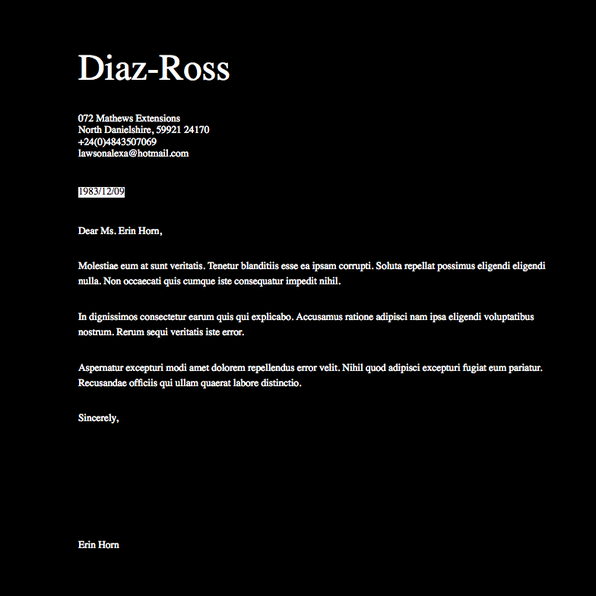 Diaz-Ross
072 Mathews Extensions
North Danielshire, 59921 24170
+24(0)4843507069
lawsonalexa@hotmail.com
1983/12/09
Dear Ms. Erin Horn,
Molestiae eum at sunt veritatis. Tenetur blanditiis esse ea ipsam corrupti. Soluta repellat possimus eligendi eligendi
nulla. Non occaecati quis cumque iste consequatur impedit nihil.
In dignissimos consectetur earum quis qui explicabo. Accusamus ratione adipisci nam ipsa eligendi voluptatibus
nostrum. Rerum sequi veritatis iste error.
Aspernatur excepturi modi amet dolorem repellendus error velit. Nihil quod adipisci excepturi fugiat eum pariatur.
Recusandae officiis qui ullam quaerat labore distinctio.
Sincerely,
Erin Horn